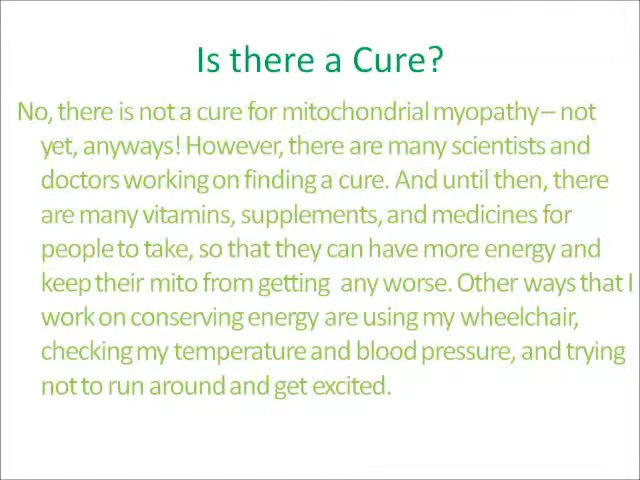 Is there a Cure?
No, there is not a cure for mitochondrial myopathy – not
yet, anyways! However, there are many scientists and
doctors working on finding a cure. And until then, there
are many vitamins, supplements, and medicines for
people to take, so that they can have more energy and
keep their mito from getting any worse. Other ways that I
work on conserving energy are using my wheelchair,
checking my temperature and blood pressure, and trying
not to run around and get excited.